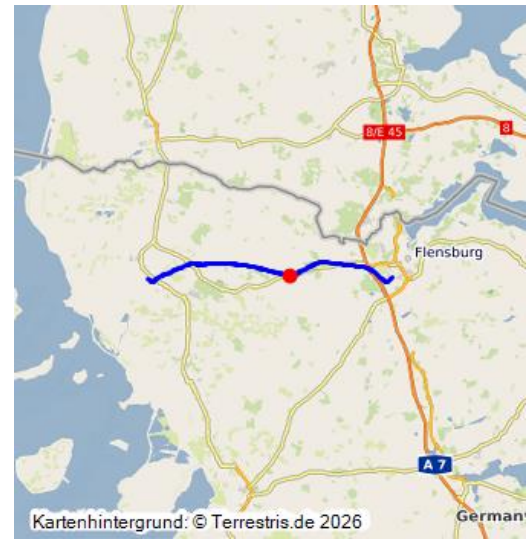 8/E 45
8
Flensburg
A 7
Kartenhintergrund: © Terrestris.de 2026
Germany